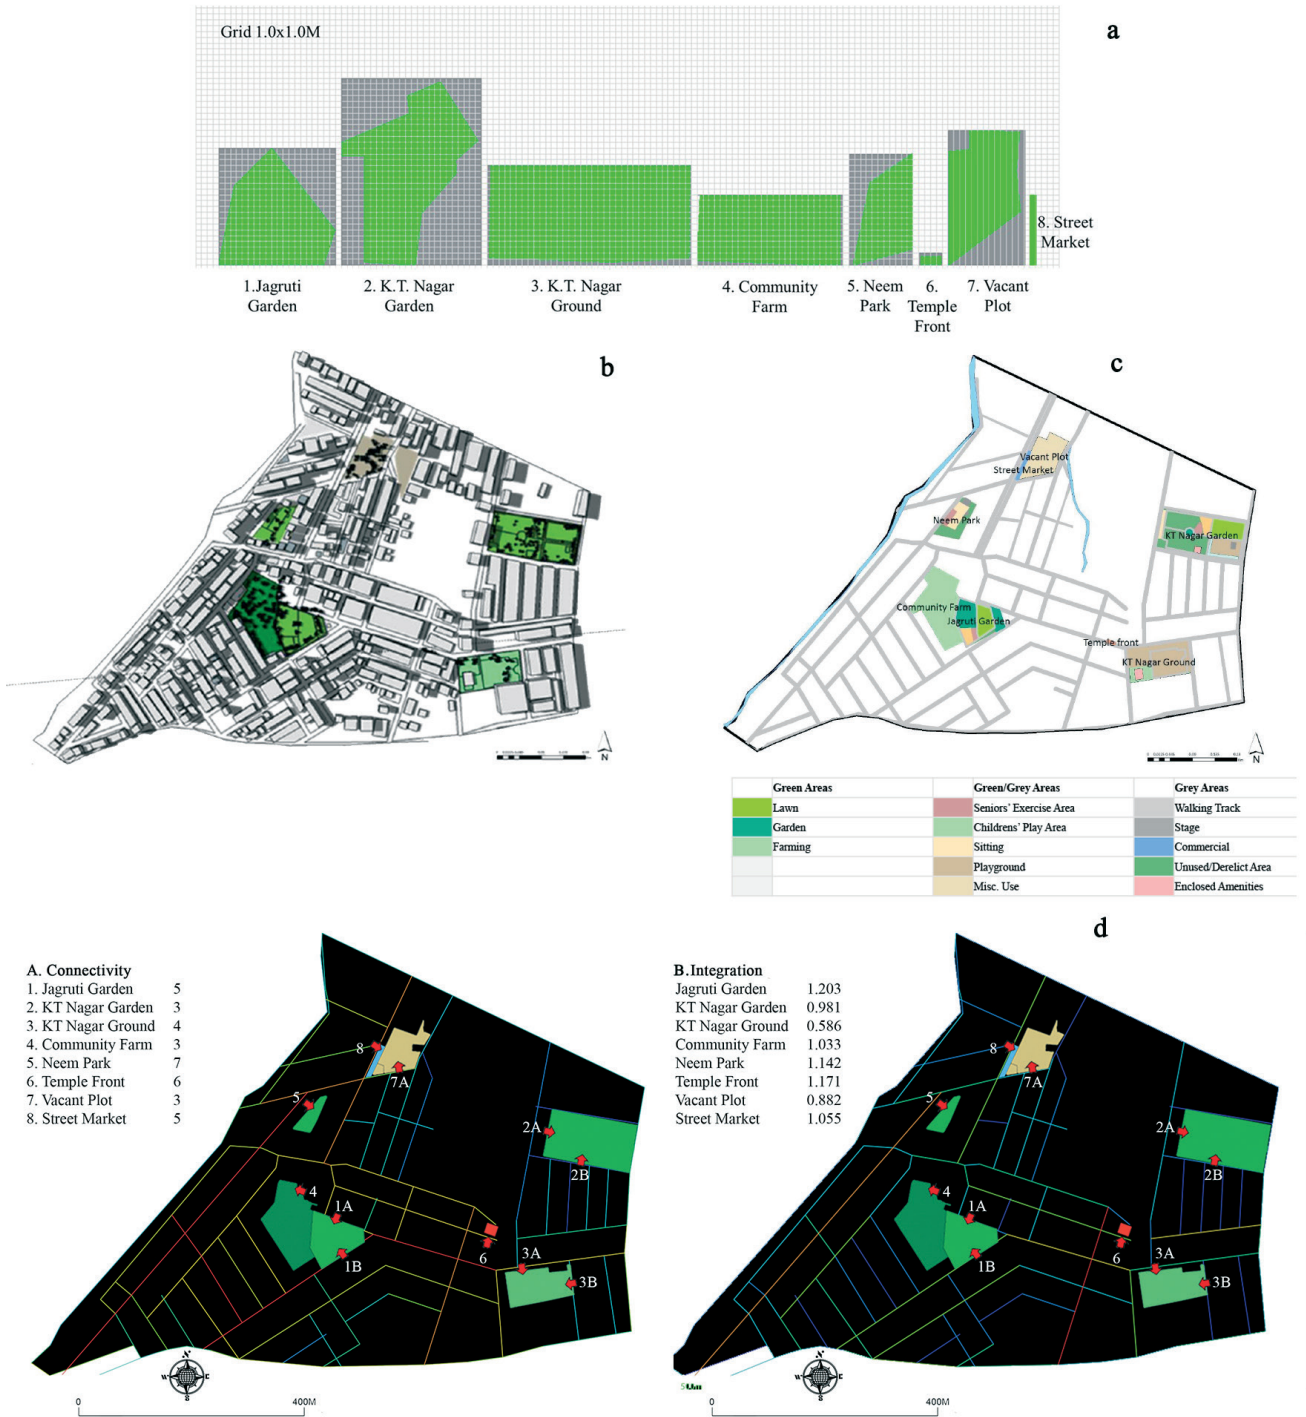 Grid 1.0x1.0M
a
1.Jagruti
Garden
2. K.T. Nagar
Garden
3. K.T. Nagar
Ground
4. Community
Farm
5. Neem
Park
6.
Temple
Front
7. Vacant
Plot
8. Street
Market
b
N
c
Vacant Plot
Street Market
Neem Park
KT Nagar Garden
Community Farm
Jagruti Garden
Temple front
KT Nagar Ground
N
Green Areas Green/Grey Areas Grey Areas
Lawn Seniors' Exercise Area Walking Track
Garden Childrens' Play Area Stage
Farming Sitting Commercial
Playground Unused/Derelict Area
Misc. Use Enclosed Amenities
d
A. Connectivity
1. Jagruti Garden 5
2. KT Nagar Garden 3
3. KT Nagar Ground 4
4. Community Farm 3
5. Neem Park 7
6. Temple Front 6
7. Vacant Plot 3
8. Street Market 5
8
7A
5
2A
2B
4
1A
1B
6
3A
3B
N
W E
S
0 400M
B.Integration
Jagruti Garden 1.203
KT Nagar Garden 0.981
KT Nagar Ground 0.586
Community Farm 1.033
Neem Park 1.142
Temple Front 1.171
Vacant Plot 0.882
Street Market 1.055
8
7A
5
2A
2B
4
1A
1B
6
3A
3B
N
W E
S
0 400M